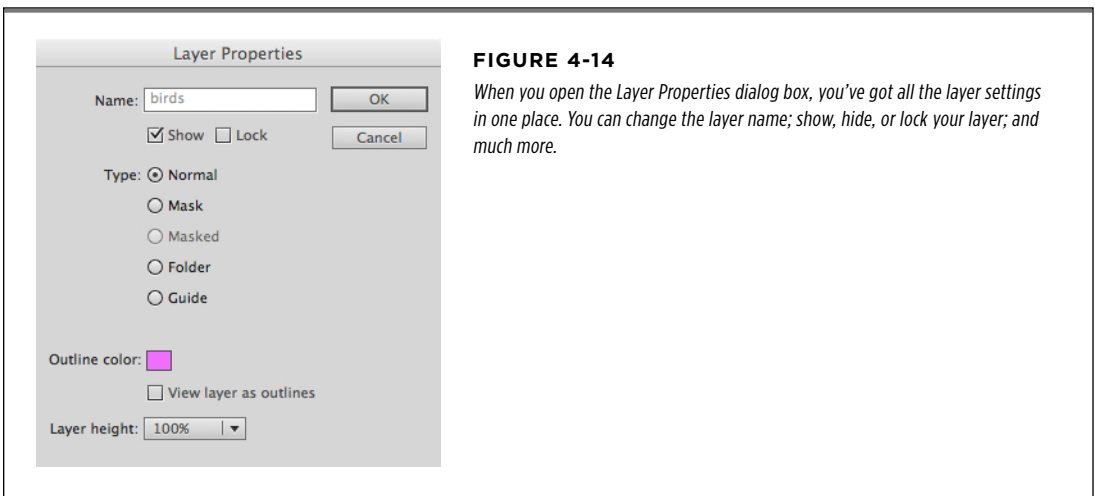 Layer Properties
Name: birds
OK
Show Lock
Cancel
Type: Normal
Mask
Masked
Folder
Guide
Outline color:
View layer as outlines
Layer height: 100%
FIGURE 4-14
When you open the Layer Properties dialog box, you've got all the layer settings
in one place. You can change the layer name; show, hide, or lock your layer; and
much more.